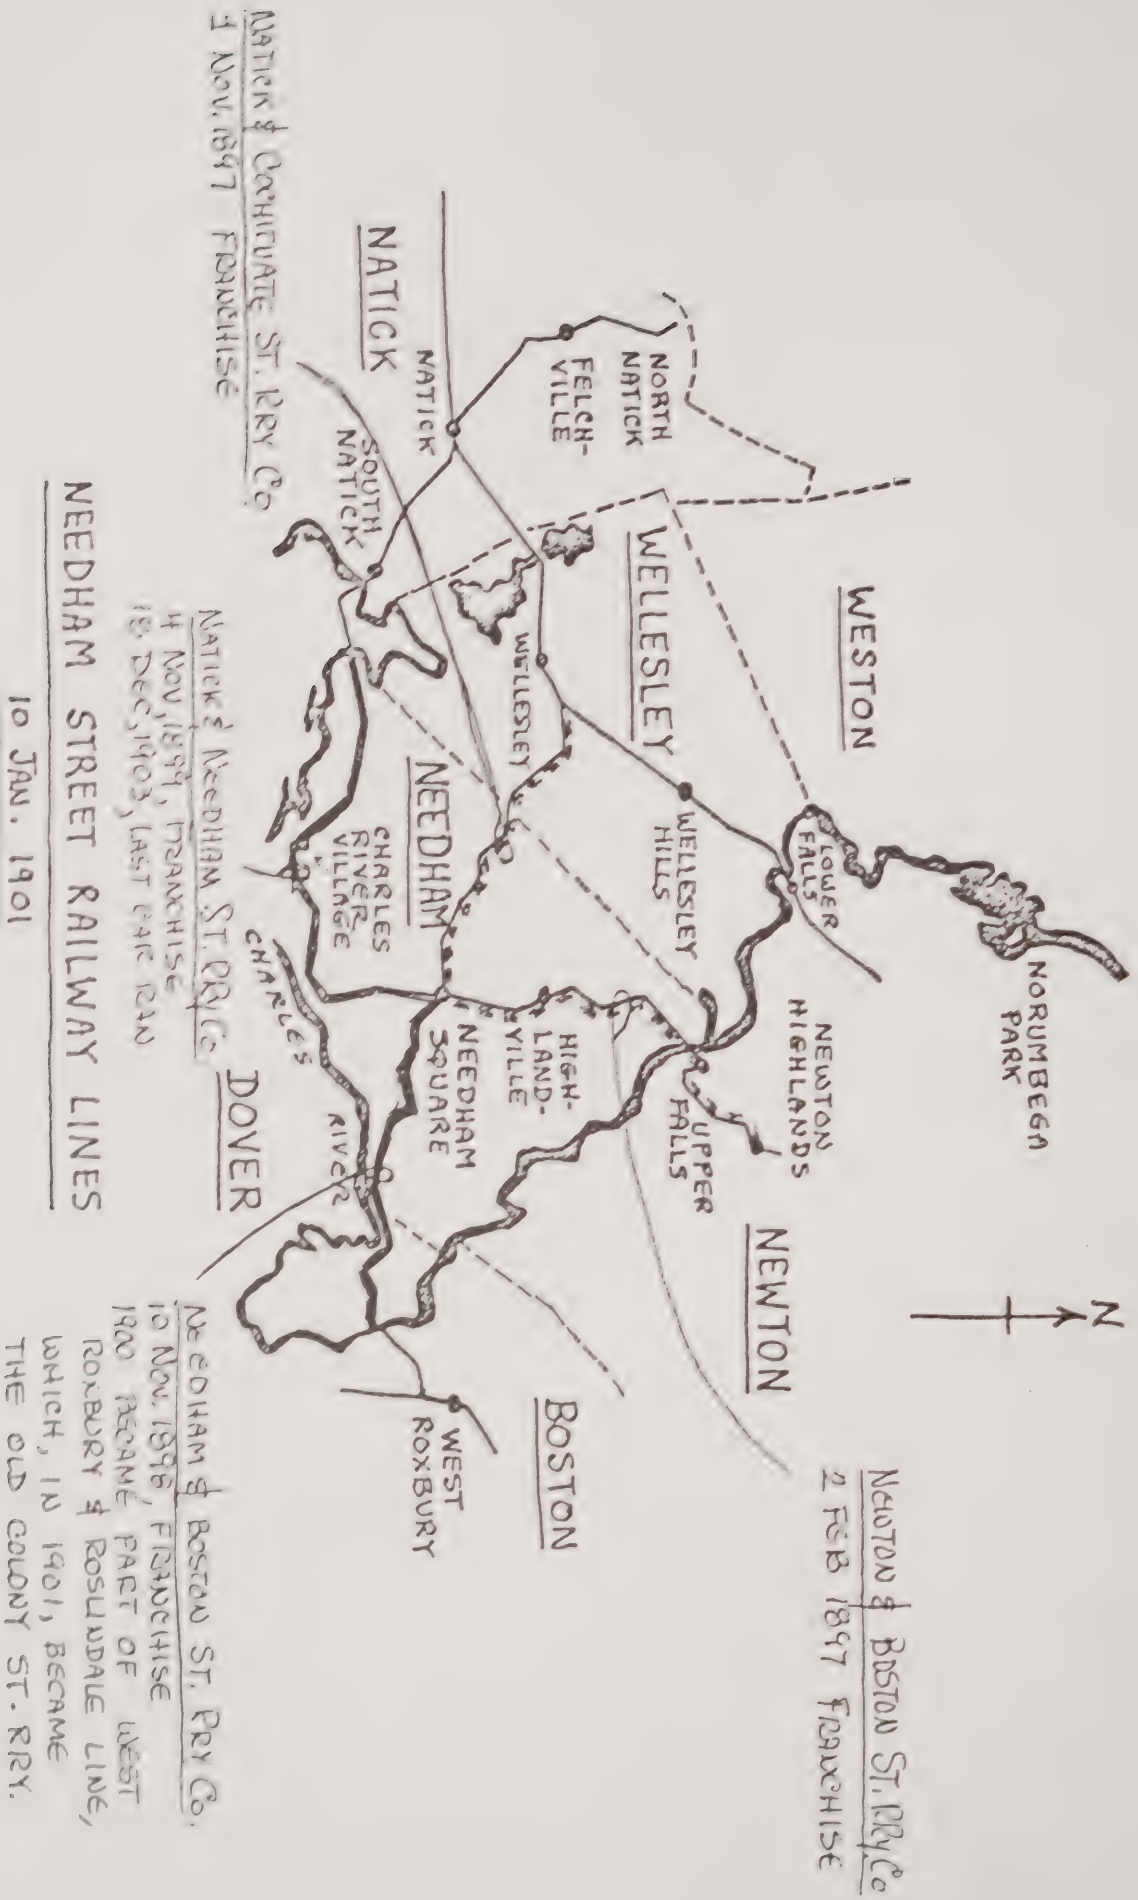 N
NORUMBEGA
PARK
WESTON
LOWER
FALLS
NEWTON
HIGHLANDS
NEWTON
NEWTON & BOSTON ST. RRY. Co
2 FEB 1897 FRANCHISE
NORTH
NATICK
FELCH-
VILLE
WELLESLEY
WELLESLEY
HILLS
UPPER
FALLS
NATICK
NATICK
WELLESLEY
HIGH-
LAND-
VILLE
BOSTON
SOUTH
NATICK
NEEDHAM
NEEDHAM
SQUARE
WEST
ROXBURY
CHARLES
RIVER
VILLAGE
CHARLES
RIVER
DOVER
NATICK & COCHITUATE ST. RRY Co
NOV. 1897 FRANCHISE
NATICK & NEEDHAM ST. RRY Co
4 NOV, 1899, FRANCHISE
18 DEC, 1903, LAST CAR RAN
NEEDHAM & BOSTON ST. RRY Co.
10 NOV. 1898, FRANCHISE
1900 BECAME PART OF WEST
ROXBURY & ROSLINDALE LINE,
WHICH, IN 1901, BECAME
THE OLD COLONY ST. RRY.
NEEDHAM STREET RAILWAY LINES
10 JAN. 1901